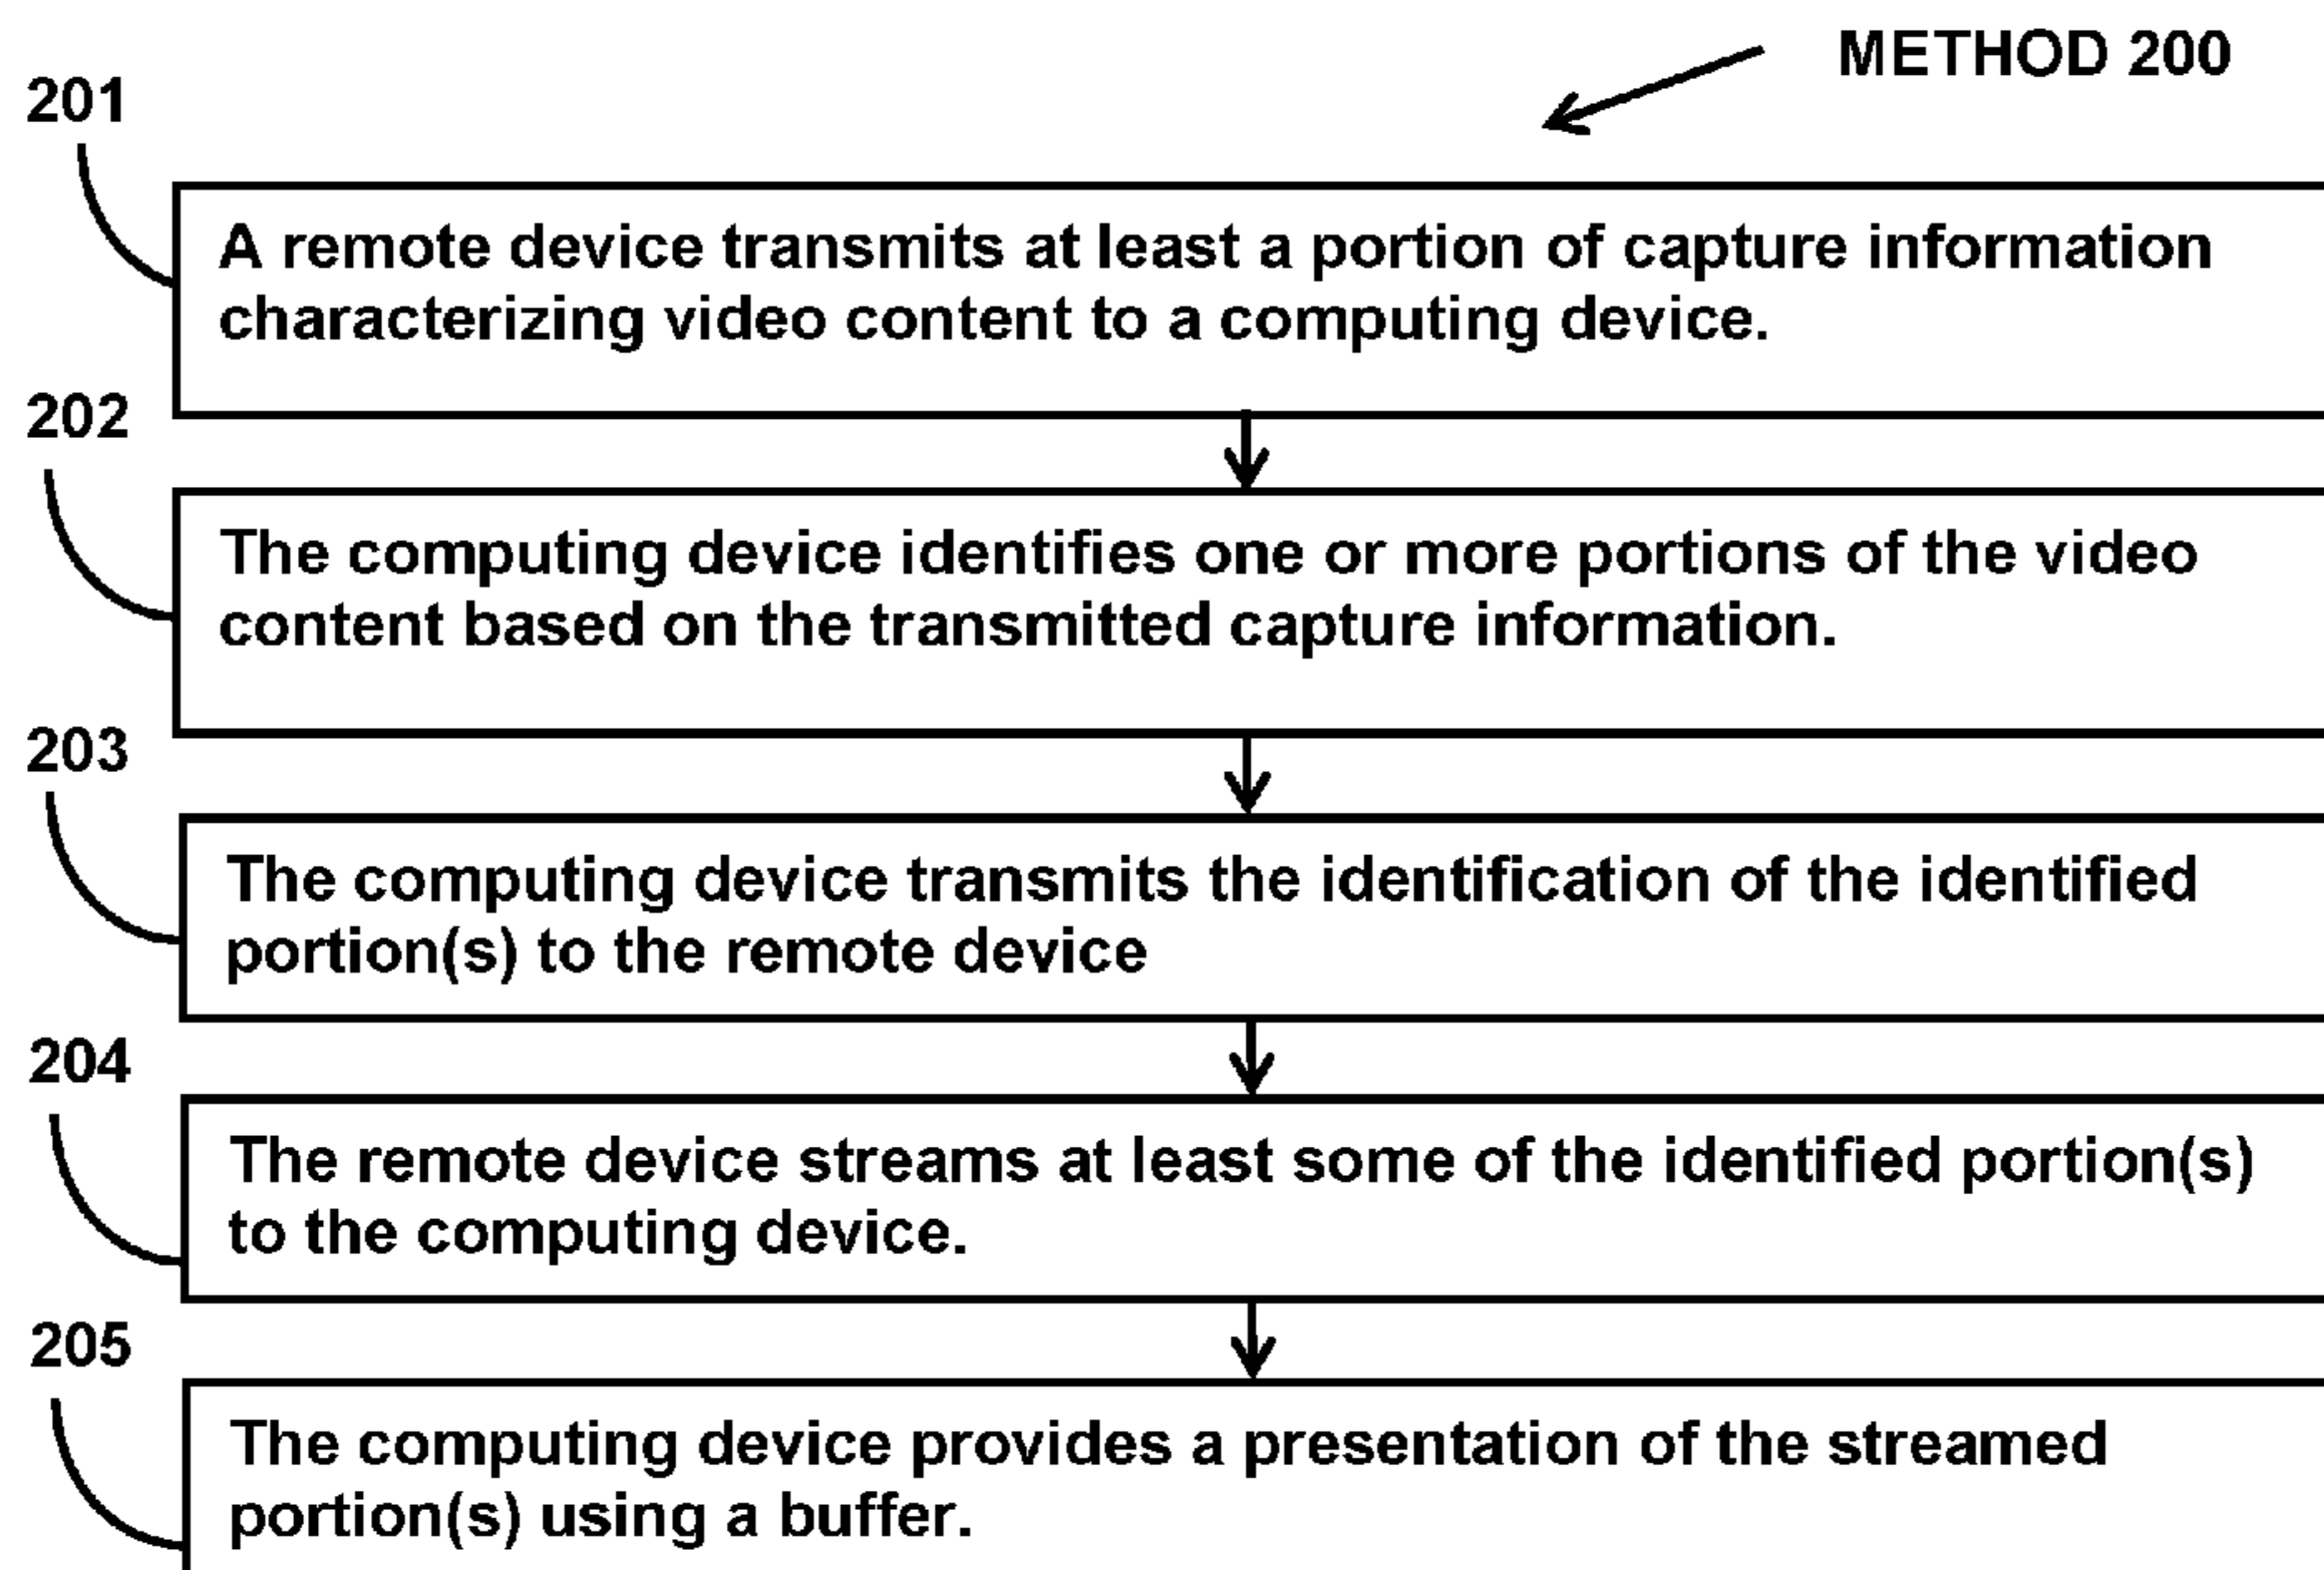 METHOD 200
201
A remote device transmits at least a portion of capture information
characterizing video content to a computing device.
202
The computing device identifies one or more portions of the video
content based on the transmitted capture information.
203
The computing device transmits the identification of the identified
portion(s) to the remote device
204
The remote device streams at least some of the identified portion(s)
to the computing device.
205
The computing device provides a presentation of the streamed
portion(s) using a buffer.